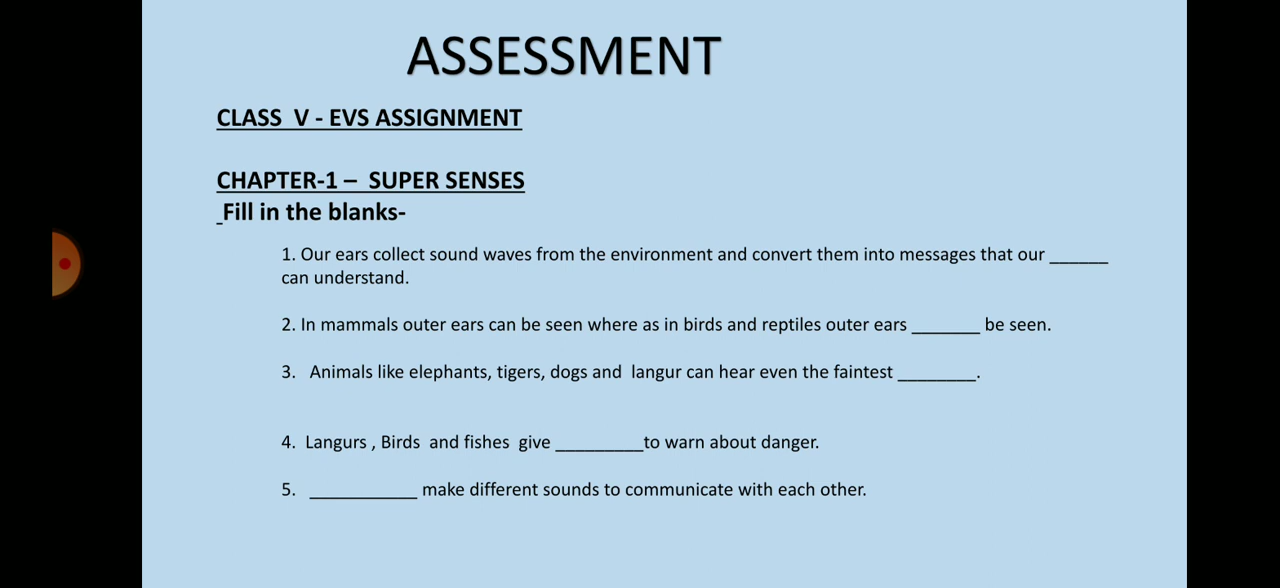 ASSESSMENT
CLASS V - EVS ASSIGNMENT
CHAPTER-1 – SUPER SENSES
_Fill in the blanks-
1. Our ears collect sound waves from the environment and convert them into messages that our ______
can understand.
2. In mammals outer ears can be seen where as in birds and reptiles outer ears _______ be seen.
3. Animals like elephants, tigers, dogs and langur can hear even the faintest ________.
4. Langurs , Birds and fishes give _________to warn about danger.
5. ___________ make different sounds to communicate with each other.